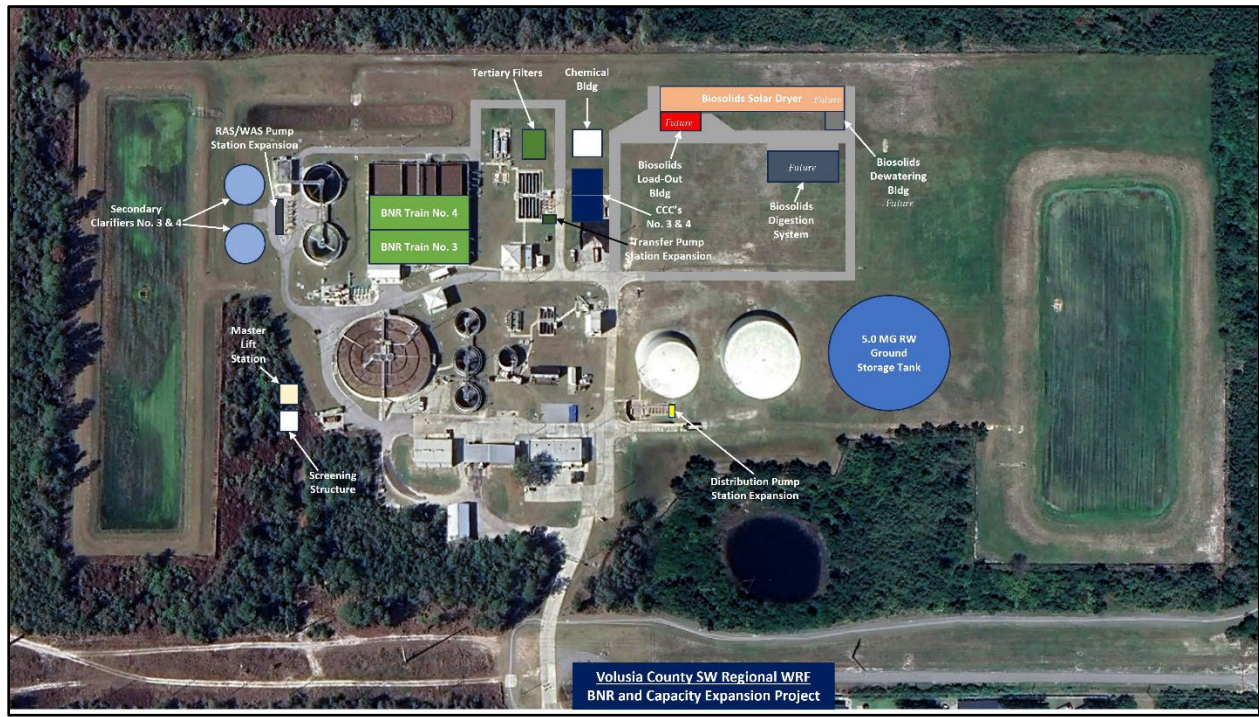 Tertiary Filters
Chemical
Bldg
Biosolids Solar Dryer
Future
RAS/WAS Pump
Station Expansion
Future
Biosolids
Load-Out
Bldg
Future
Biosolids
Dewatering
Bldg
Future
Secondary
Clarifiers No. 3 & 4
BNR Train No. 4
BNR Train No. 3
CCC's
No. 3 & 4
Biosolids
Digestion
System
Transfer Pump
Station Expansion
Master
Lift
Station
5.0 MG RW
Ground
Storage Tank
Screening
Structure
Distribution Pump
Station Expansion
Volusia County SW Regional WRF
BNR and Capacity Expansion Project